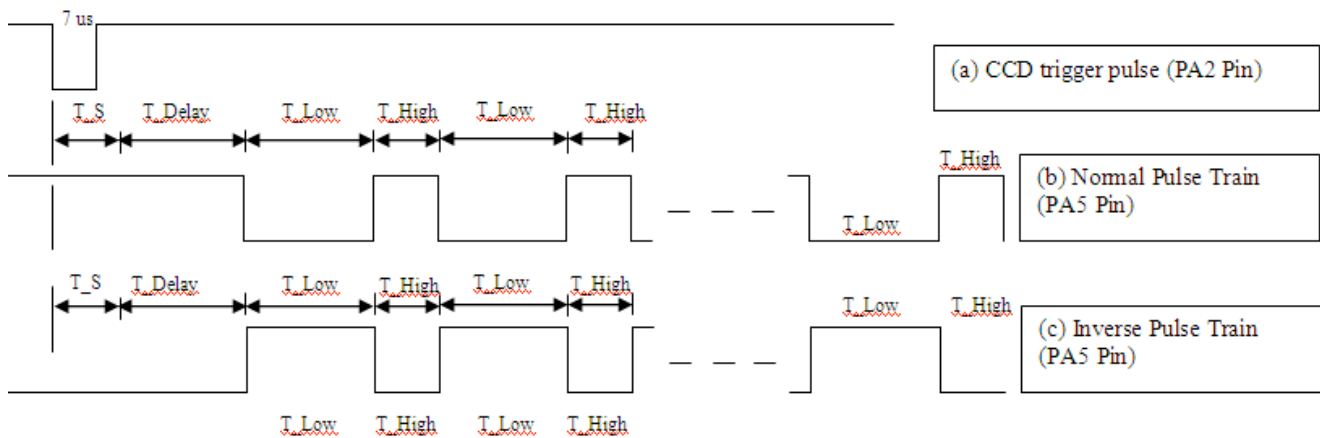 7 us
(a) CCD trigger pulse (PA2 Pin)
T_S T_Delay T_Low T_High T_Low T_High
T_High
(b) Normal Pulse Train
(PA5 Pin)
T_Low
T_S T_Delay T_Low T_High T_Low T_High
T_Low T_High
(c) Inverse Pulse Train
(PA5 Pin)
T_Low T_High T_Low T_High